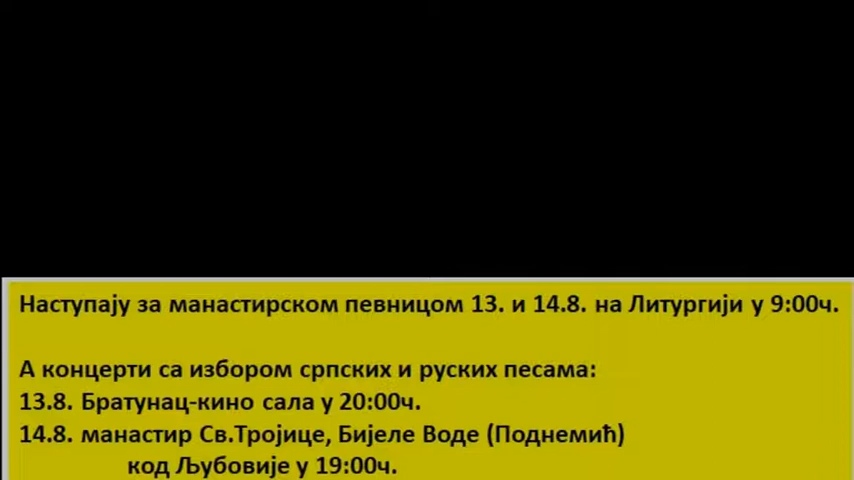 Наступају за манастирском певницом 13. и 14.8. на Литургији у 9:00ч.
А концерти са избором српских и руских песама:
13.8. Братунац-кино сала у 20:00ч.
14.8. манастир Св.Тројице, Бијеле Воде (Поднемић)
код Љубовије у 19:00ч.